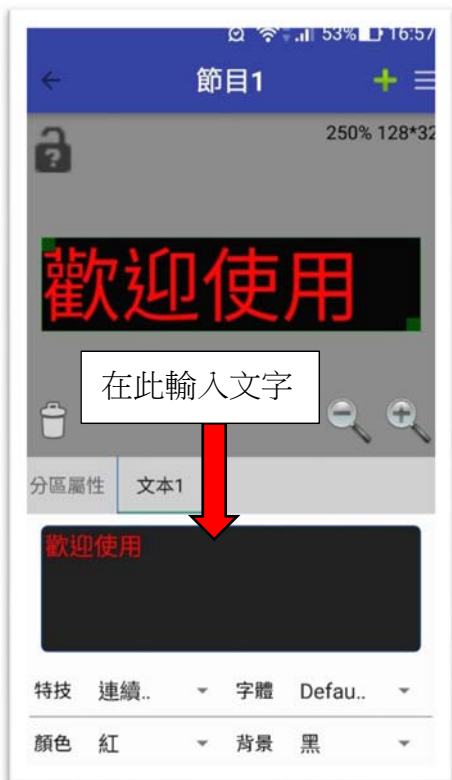 53% 16:57
節目1
250% 128*32
歡迎使用
在此輸入文字
分區屬性 文本1
歡迎使用
特技 連續.. 字體 Defau..
顏色 紅 背景 黑